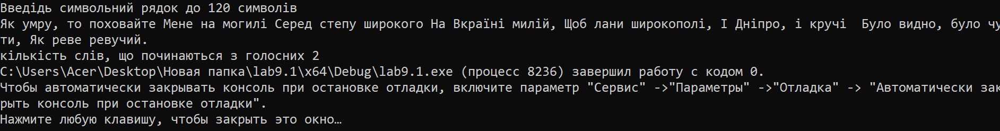 Введідь символьний рядок до 120 символів
Як умру, то поховайте Мене на могилі Серед степу широкого На Вкраїні милій, Щоб лани широкополі, І Дніпро, і кручі  Було видно, було чу
ти, Як реве ревучий.
кількість слів, що починаються з голосних 2
C:\Users\Acer\Desktop\Новая папка\lab9.1\x64\Debug\lab9.1.exe (процесс 8236) завершил работу с кодом 0.
Чтобы автоматически закрывать консоль при остановке отладки, включите параметр "Сервис" ->"Параметры" ->"Отладка" -> "Автоматически зак
рыть консоль при остановке отладки".
Нажмите любую клавишу, чтобы закрыть это окно…